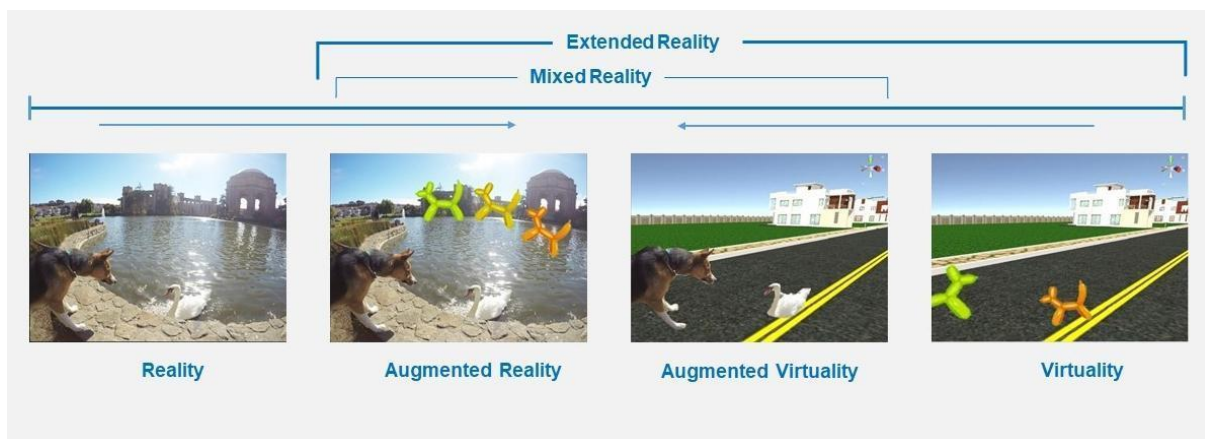 Extended Reality
Mixed Reality
Reality
Augmented Reality
Augmented Virtuality
Virtuality